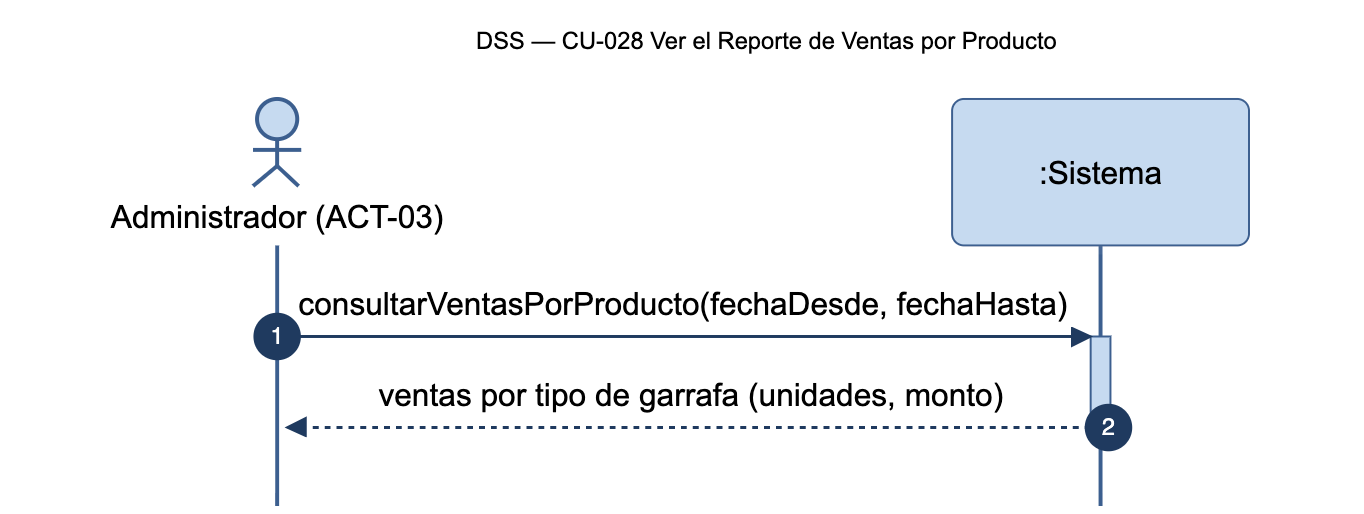 DSS — CU-028 Ver el Reporte de Ventas por Producto
:Sistema
Administrador (ACT-03)
consultarVentasPorProducto(fechaDesde, fechaHasta)
1
ventas por tipo de garrafa (unidades, monto)
2